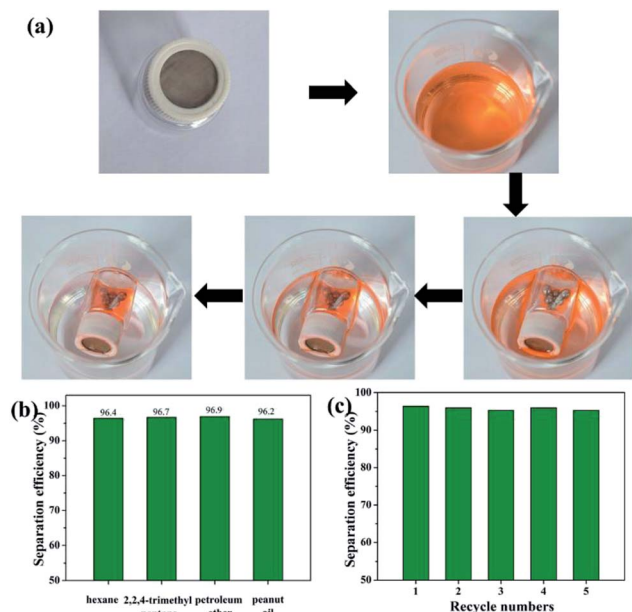 (a)
(b)
Separation efficiency (%)
100
95
90
80
70
60
50
96.4
96.7
96.9
96.2
hexane 2,2,4-trimethyl petroleum peanut
(c)
Separation efficiency (%)
100
95
90
80
70
60
50
1 2 3 4 5
Recycle numbers